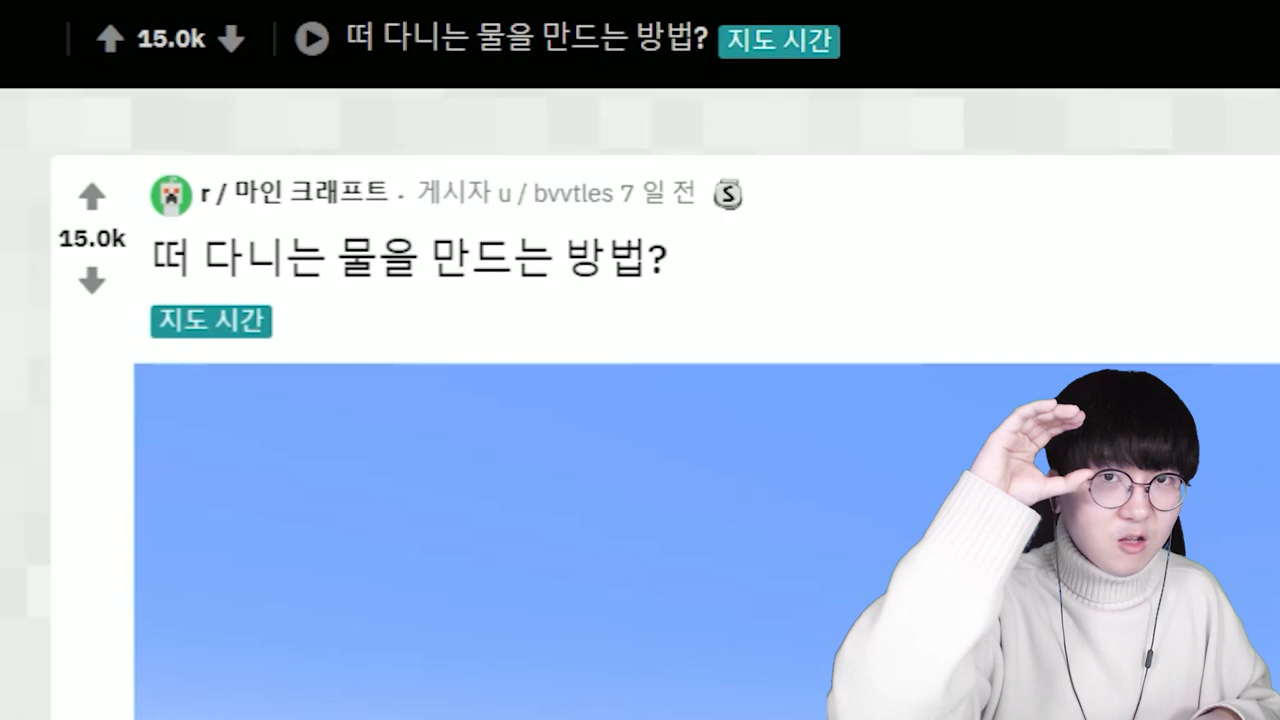 15.0k 떠 다니는 물을 만드는 방법? 지도 시간
r / 마인 크래프트 . 게시자 u / bvvtles 7 일 전 S
15.0k
떠 다니는 물을 만드는 방법?
지도 시간